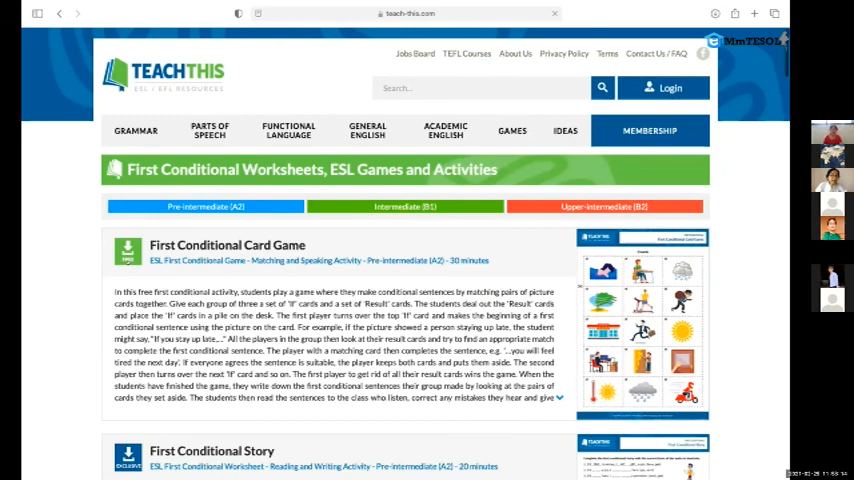 teach-this.com
MmTESOL
Jobs Board TEFL Courses About Us Privacy Policy Terms Contact Us / FAQ
TEACHTHIS
ESL / EFL RESOURCES
Search...
Login
GRAMMAR
PARTS OF SPEECH
FUNCTIONAL LANGUAGE
GENERAL ENGLISH
ACADEMIC ENGLISH
GAMES
IDEAS
MEMBERSHIP
First Conditional Worksheets, ESL Games and Activities
Pre-intermediate (A2)
Intermediate (B1)
Upper-intermediate (B2)
FREE
First Conditional Card Game
ESL First Conditional Game - Matching and Speaking Activity - Pre-intermediate (A2) - 30 minutes
In this free first conditional activity, students play a game where they make conditional sentences by matching pairs of picture
cards together. Give each group of three a set of 'If' cards and a set of 'Result' cards. The students deal out the 'Result' cards
and place the 'If' cards in a pile on the desk. The first player turns over the top 'If' card and makes the beginning of a first
conditional sentence using the picture on the card. For example, if the picture showed a person staying up late, the student
might say, "If you stay up late,..." All the players in the group then look at their result cards and try to find an appropriate match
to complete the first conditional sentence. The player with a matching card then completes the sentence, e.g. '...you will feel
tired the next day'. If everyone agrees the sentence is suitable, the player keeps both cards and puts them aside. The second
player then turns over the next 'If' card and so on. The first player to get rid of all their result cards wins the game. When the
students have finished the game, they write down the first conditional sentences their group made by looking at the pairs of
cards they set aside. The students then read the sentences to the class who listen, correct any mistakes they hear and give
TEACHTHIS
First Conditional Card Game
EXCLUSIVE
First Conditional Story
ESL First Conditional Worksheet - Reading and Writing Activity - Pre-intermediate (A2) - 20 minutes
TEACHTHIS
First Conditional Story